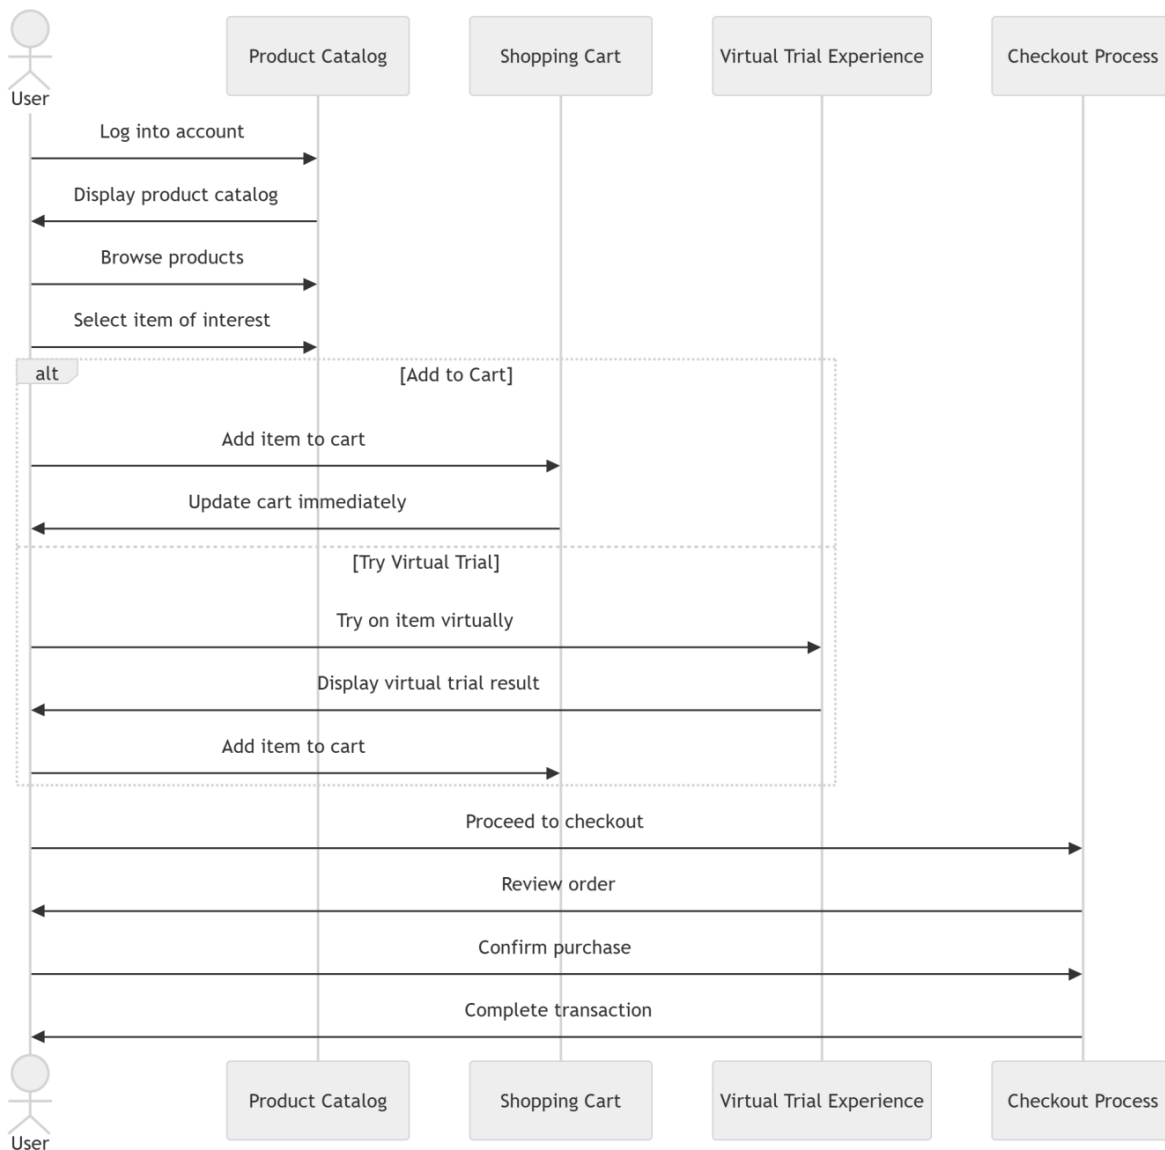 Product Catalog
Shopping Cart
Virtual Trial Experience
Checkout Process
User
Log into account
Display product catalog
Browse products
Select item of interest
alt
[Add to Cart]
Add item to cart
Update cart immediately
[Try Virtual Trial]
Try on item virtually
Display virtual trial result
Add item to cart
Proceed to checkout
Review order
Confirm purchase
Complete transaction
Product Catalog
Shopping Cart
Virtual Trial Experience
Checkout Process
User